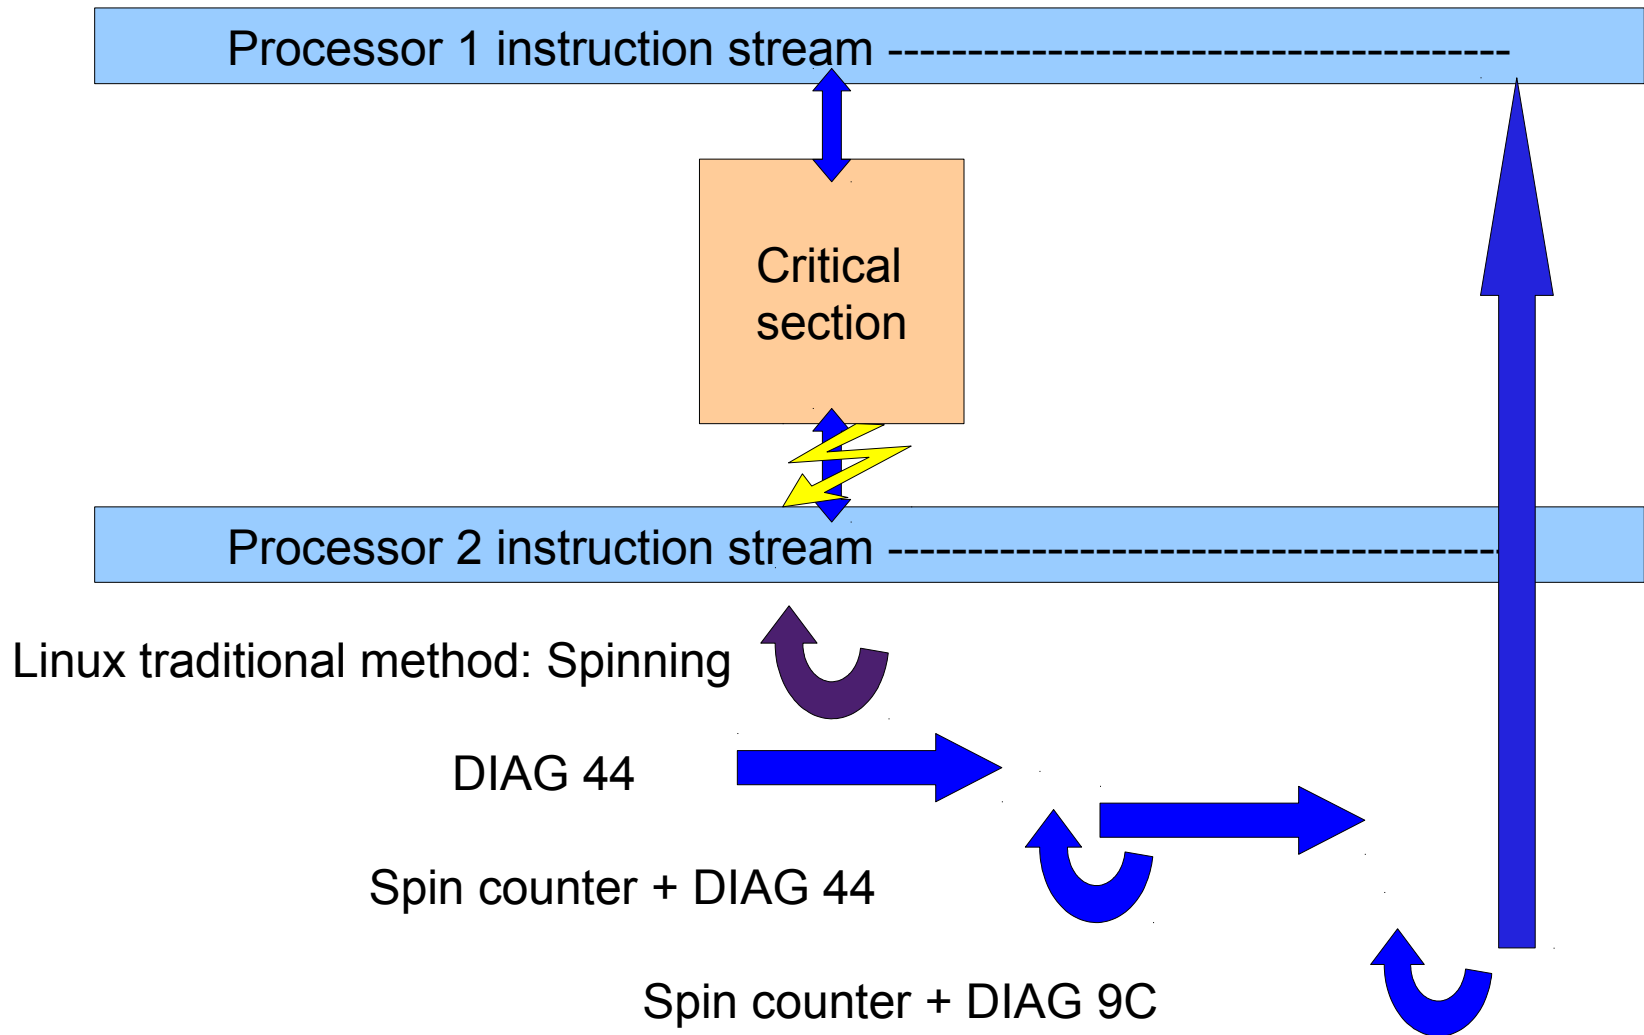 Processor 1 instruction stream ---------------------------------------
Critical
section
Processor 2 instruction stream ---------------------------------------
Linux traditional method: Spinning
DIAG 44
Spin counter + DIAG 44
Spin counter + DIAG 9C